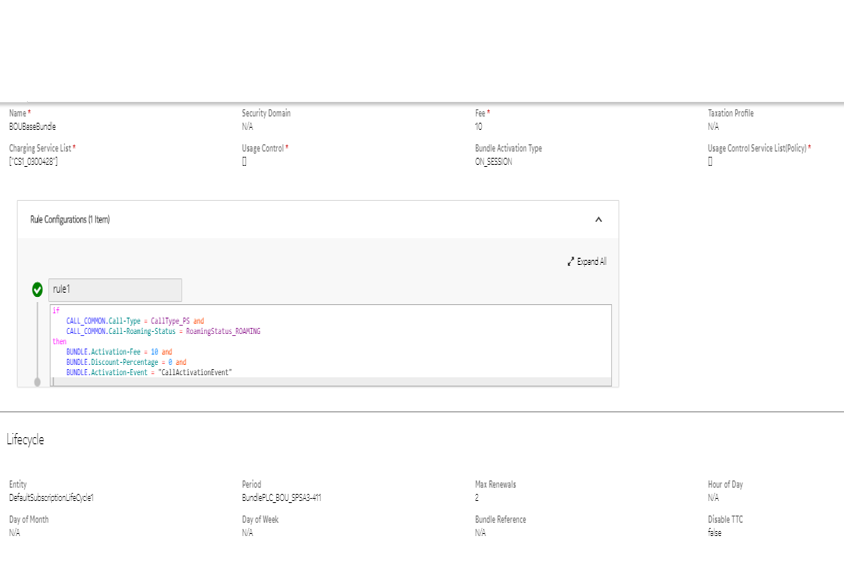 Name *
Security Domain
Fee *
Taxation Profile
BOUBaseBundle
N/A
10
N/A
Charging Service List *
Usage Control *
Bundle Activation Type
Usage Control Service List(Policy) *
["CS1_0300428"]
[]
ON_SESSION
[]
Rule Configurations (1 Item)
Expand All
rule1
if
CALL_COMMON.Call-Type = CallType_PS and
CALL_COMMON.Call-Roaming-Status = RoamingStatus_ROAMING
then
BUNDLE.Activation-Fee = 10 and
BUNDLE.Discount-Percentage = 0 and
BUNDLE.Activation-Event = "CallActivationEvent"
Lifecycle
Entity
Period
Max Renewals
Hour of Day
DefaultSubscriptionLifeCycle1
BundlePLC_BOU_SPSA3-411
2
N/A
Day of Month
Day of Week
Bundle Reference
Disable TTC
N/A
N/A
N/A
false